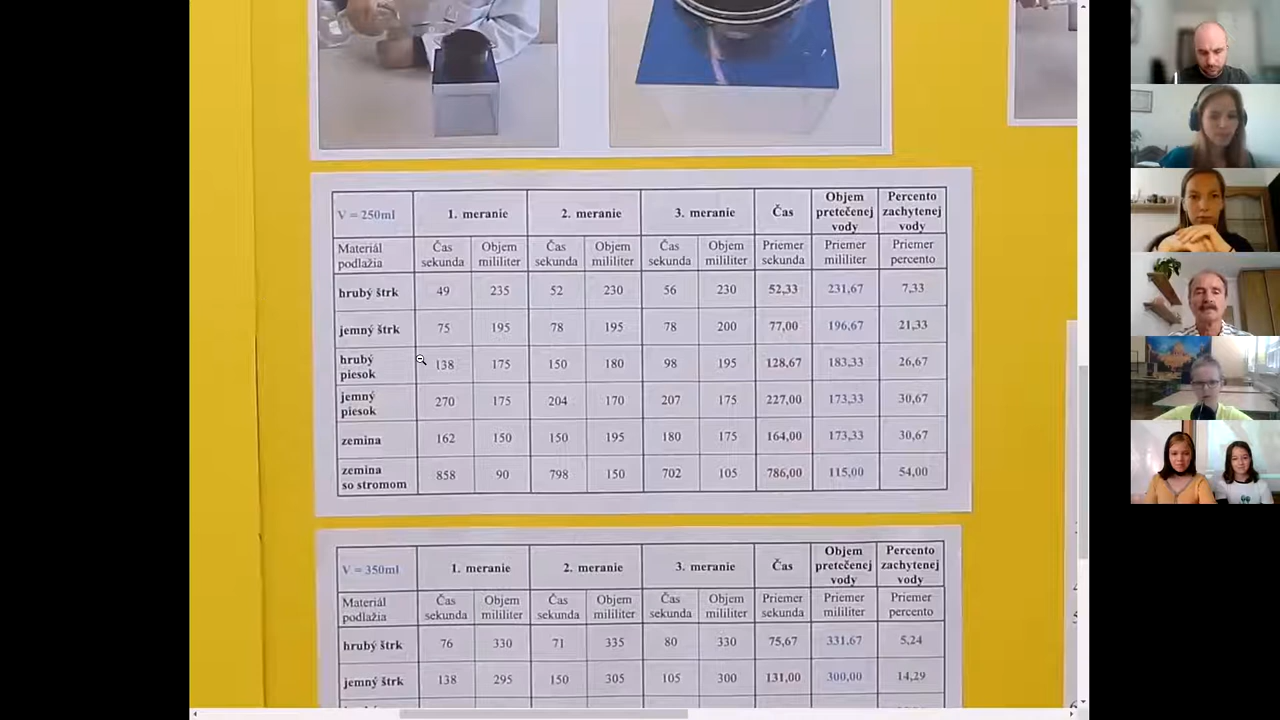 V = 250ml 1. meranie 2. meranie 3. meranie Čas Objem pretečenej vody Percento zachytenej vody
Materiál podlažia Čas sekunda Objem mililiter Čas sekunda Objem mililiter Čas sekunda Objem mililiter Priemer sekunda Priemer mililiter Priemer percento
hrubý štrk 49 235 52 230 56 230 52,33 231,67 7,33
jemný štrk 75 195 78 195 78 200 77,00 196,67 21,33
hrubý piesok 138 175 150 180 98 195 128,67 183,33 26,67
jemný piesok 270 175 204 170 207 175 227,00 173,33 30,67
zemina 162 150 150 195 180 175 164,00 173,33 30,67
zemina so stromom 858 90 798 150 702 105 786,00 115,00 54,00
V = 350ml 1. meranie 2. meranie 3. meranie Čas Objem pretečenej vody Percento zachytenej vody
Materiál podlažia Čas sekunda Objem mililiter Čas sekunda Objem mililiter Čas sekunda Objem mililiter Priemer sekunda Priemer mililiter Priemer percento
hrubý štrk 76 330 71 335 80 330 75,67 331,67 5,24
jemný štrk 138 295 150 305 105 300 131,00 300,00 14,29